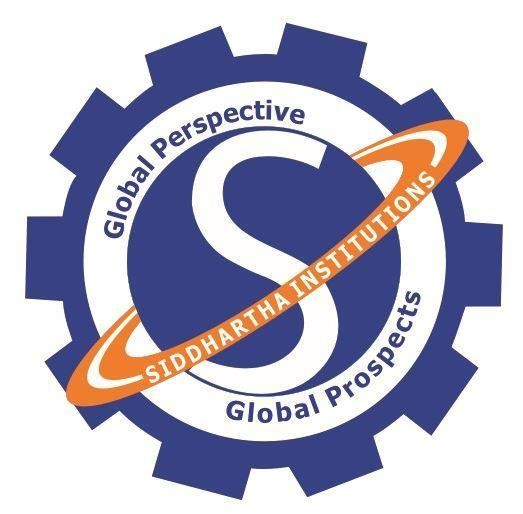 Global Perspective
S
SIDDHARTHA INSTITUTIONS
Global Prospects